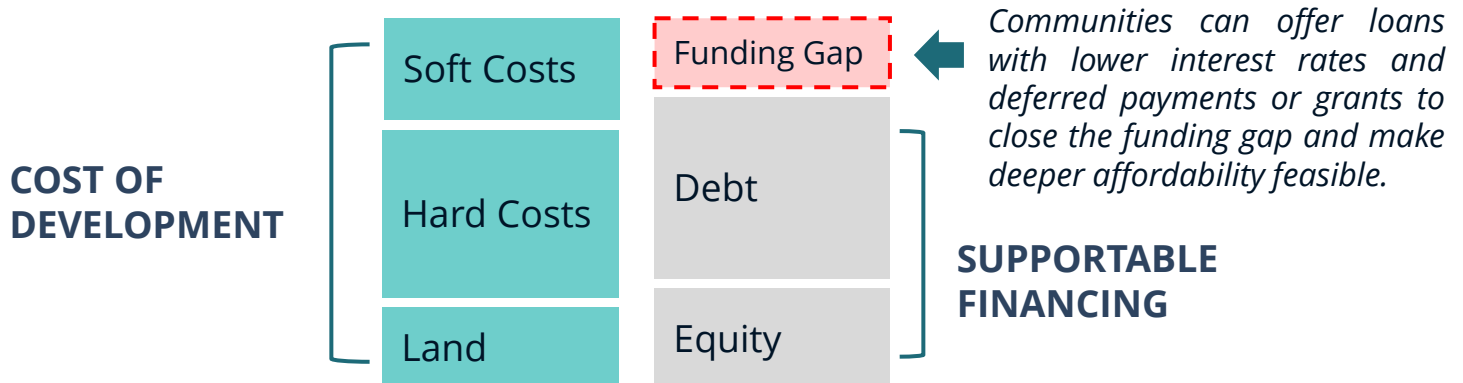 COST OF
DEVELOPMENT
Soft Costs
Hard Costs
Land
Funding Gap
Debt
Equity
Communities can offer loans
with lower interest rates and
deferred payments or grants to
close the funding gap and make
deeper affordability feasible.
SUPPORTABLE
FINANCING